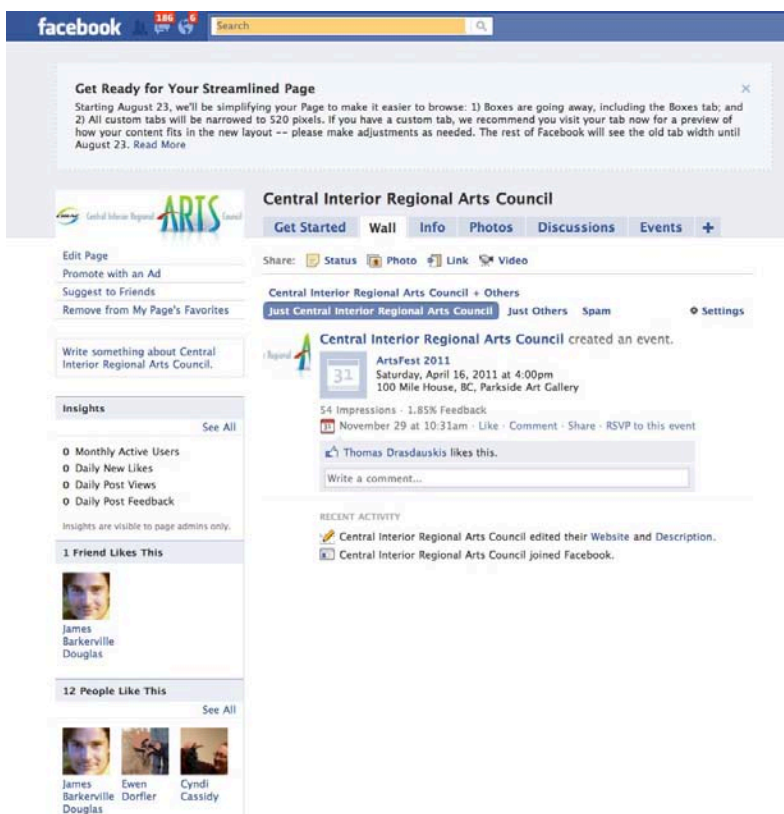 facebook
186
6
Search
Get Ready for Your Streamlined Page
Starting August 23, we'll be simplifying your Page to make it easier to browse: 1) Boxes are going away, including the Boxes tab; and
2) All custom tabs will be narrowed to 520 pixels. If you have a custom tab, we recommend you visit your tab now for a preview of
how your content fits in the new layout -- please make adjustments as needed. The rest of Facebook will see the old tab width until
August 23. Read More
Central Interior Regional ARTS Council
Central Interior Regional Arts Council
Get Started Wall Info Photos Discussions Events +
Edit Page
Promote with an Ad
Suggest to Friends
Remove from My Page's Favorites
Write something about Central
Interior Regional Arts Council.
Insights
See All
0 Monthly Active Users
0 Daily New Likes
0 Daily Post Views
0 Daily Post Feedback
Insights are visible to page admins only.
1 Friend Likes This
James
Barkerville
Douglas
12 People Like This
See All
James
Barkerville
Douglas
Ewen
Dorfler
Cyndi
Cassidy
Share: Status Photo Link Video
Central Interior Regional Arts Council + Others
Just Central Interior Regional Arts Council Just Others Spam Settings
Regional
Central Interior Regional Arts Council created an event.
31
ArtsFest 2011
Saturday, April 16, 2011 at 4:00pm
100 Mile House, BC, Parkside Art Gallery
54 Impressions · 1.85% Feedback
31 November 29 at 10:31am · Like · Comment · Share · RSVP to this event
Thomas Drasdauskis likes this.
Write a comment...
RECENT ACTIVITY
Central Interior Regional Arts Council edited their Website and Description.
Central Interior Regional Arts Council joined Facebook.